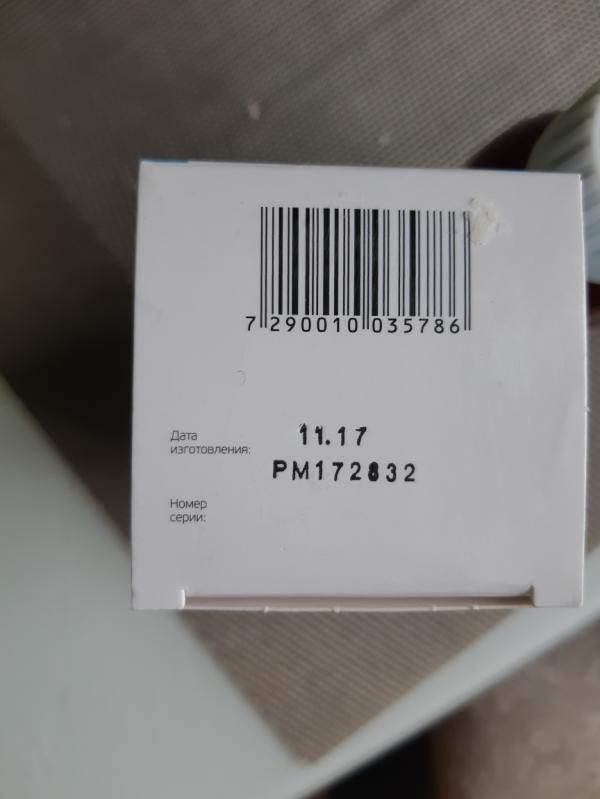 7 290010 035786
Дата
изготовления:
11.17
PM172832
Номер
серии: